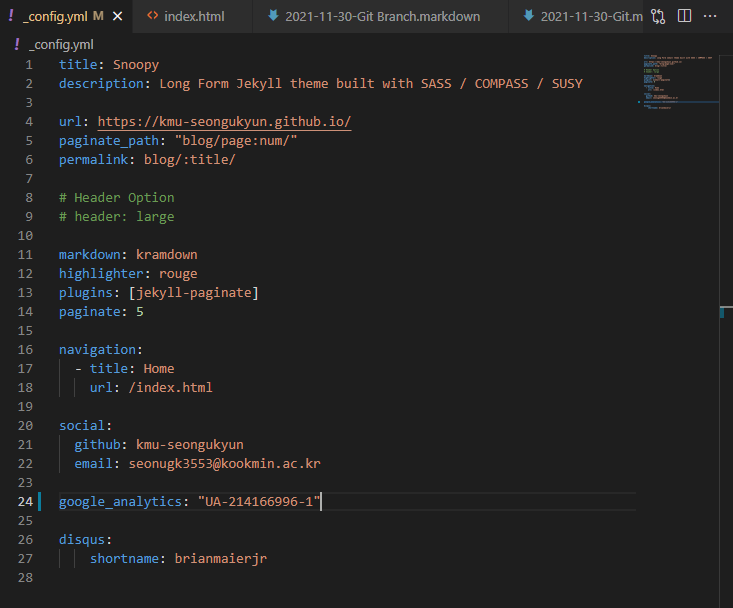 _config.yml M
index.html
2021-11-30-Git Branch.markdown
2021-11-30-Git.m
_config.yml
1 title: Snoopy
2 description: Long Form Jekyll theme built with SASS / COMPASS / SUSY
3
4 url: https://kmu-seongukyun.github.io/
5 paginate_path: "blog/page:num/"
6 permalink: blog/:title/
7
8 # Header Option
9 # header: large
10
11 markdown: kramdown
12 highlighter: rouge
13 plugins: [jekyll-paginate]
14 paginate: 5
15
16 navigation:
17 - title: Home
18 url: /index.html
19
20 social:
21 github: kmu-seongukyun
22 email: seonugk3553@kookmin.ac.kr
23
24 google_analytics: "UA-214166996-1"
25
26 disqus:
27 shortname: brianmaierjr
28